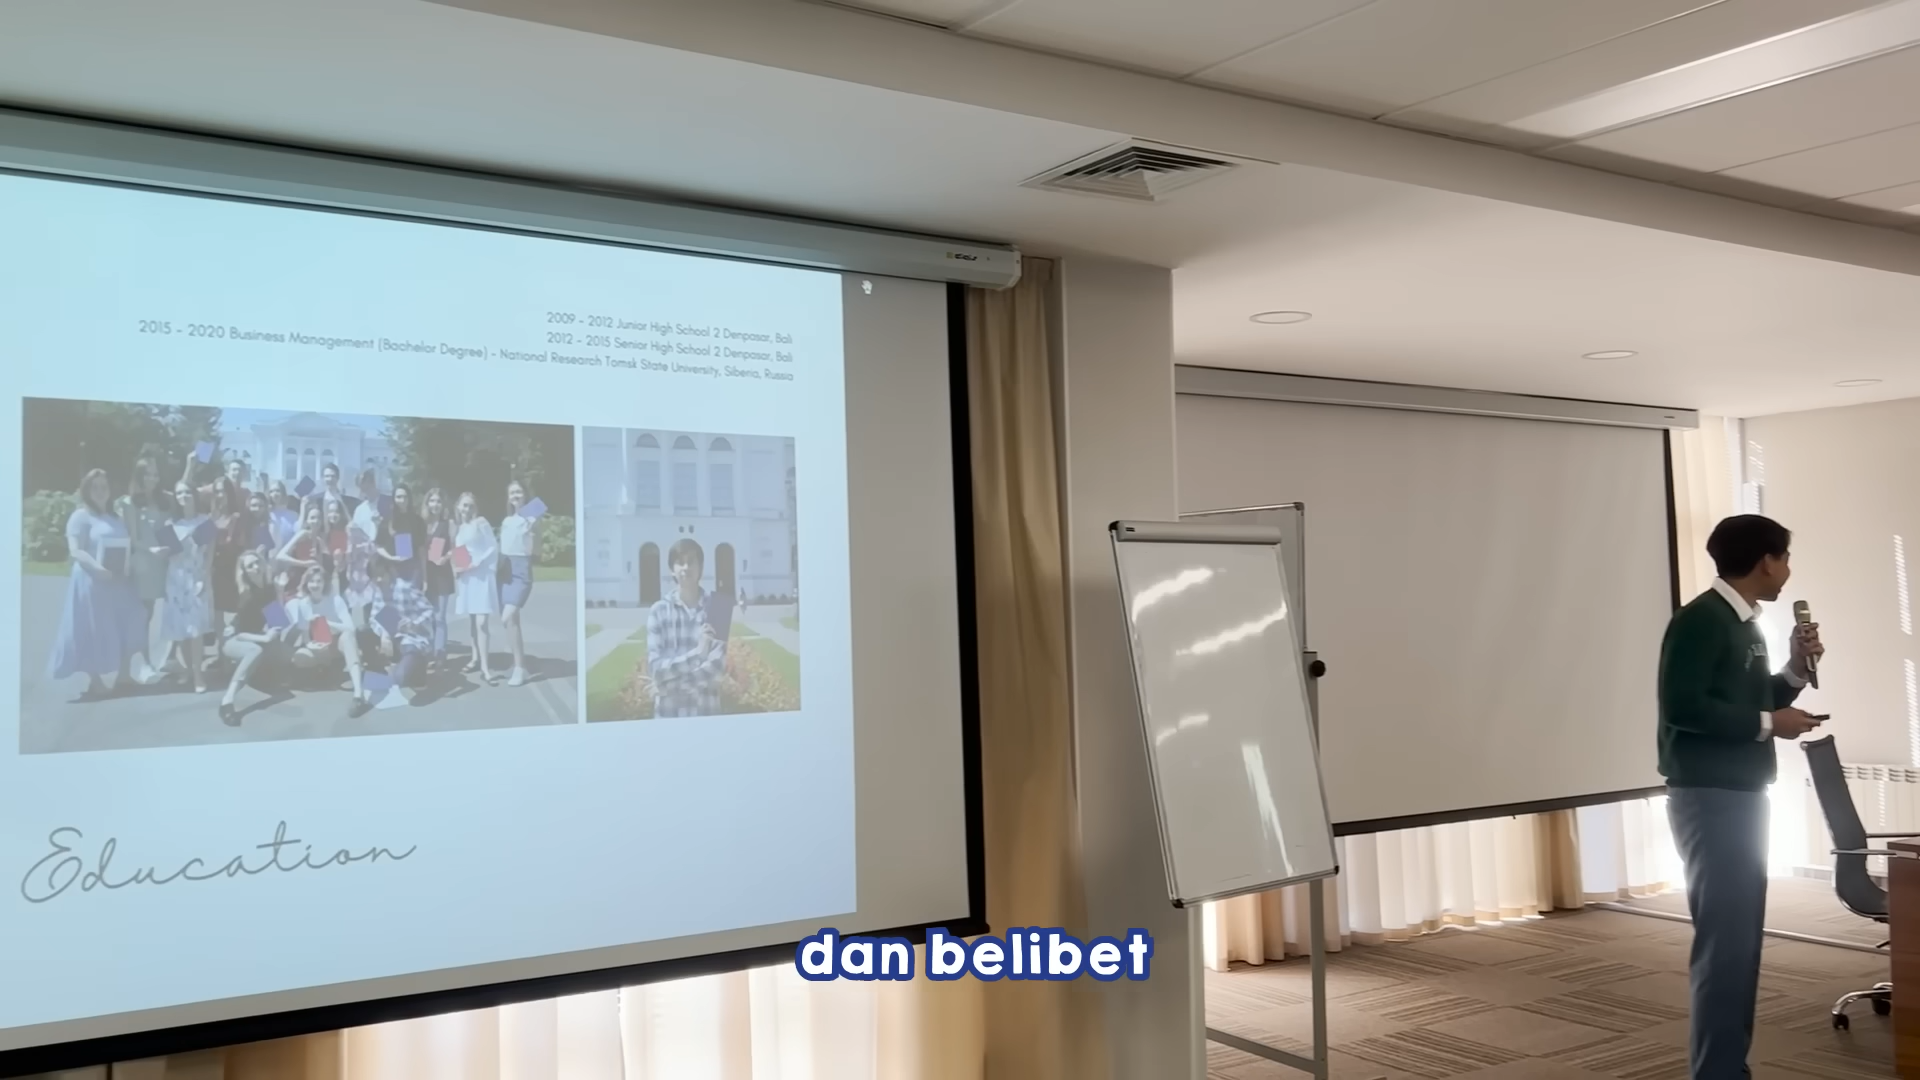 2009 - 2012 Junior High School 2 Denpasar, Bali
2012 - 2015 Senior High School 2 Denpasar, Bali
2015 - 2020 Business Management (Bachelor Degree) - National Research Tomsk State University, Siberia, Russia
Education
dan belibet